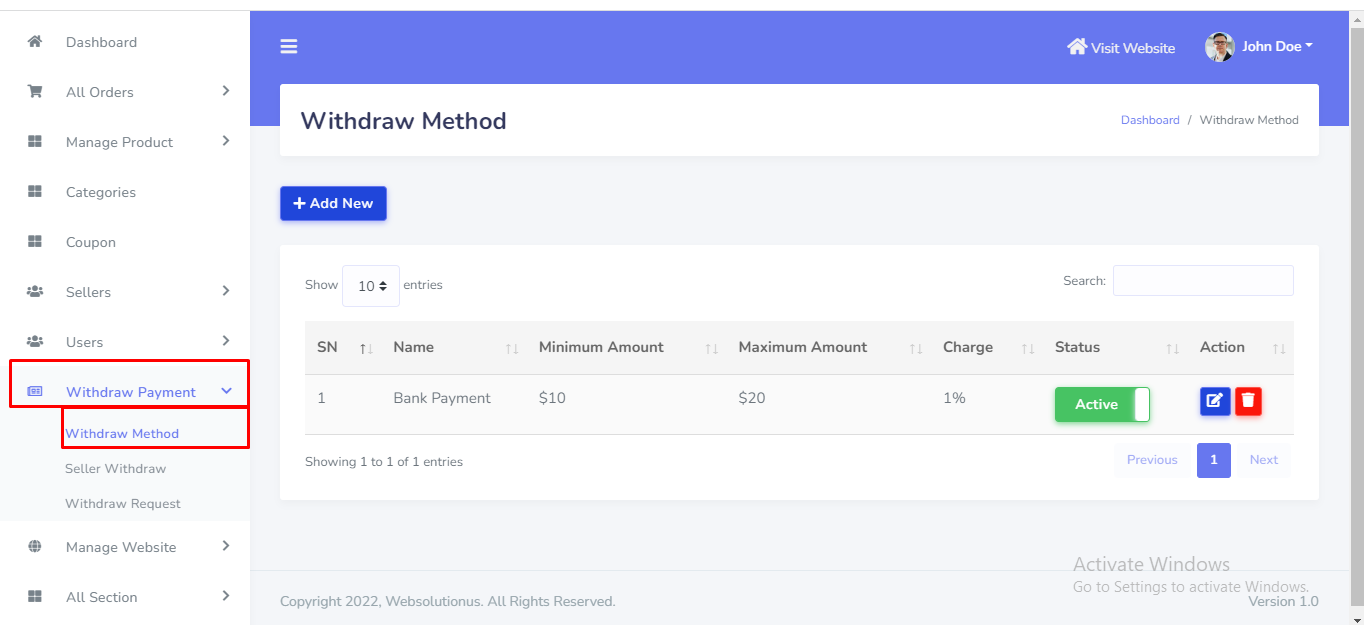 Dashboard
All Orders
Manage Product
Categories
Coupon
Sellers
Users
Withdraw Payment
Withdraw Method
Seller Withdraw
Withdraw Request
Manage Website
All Section
Visit Website
John Doe
Withdraw Method
Dashboard / Withdraw Method
+ Add New
Show 10 entries
Search:
SN Name Minimum Amount Maximum Amount Charge Status Action
1 Bank Payment $10 $20 1% Active
Showing 1 to 1 of 1 entries
Previous 1 Next
Activate Windows
Go to Settings to activate Windows.
Copyright 2022, Websolutionus. All Rights Reserved.
Version 1.0